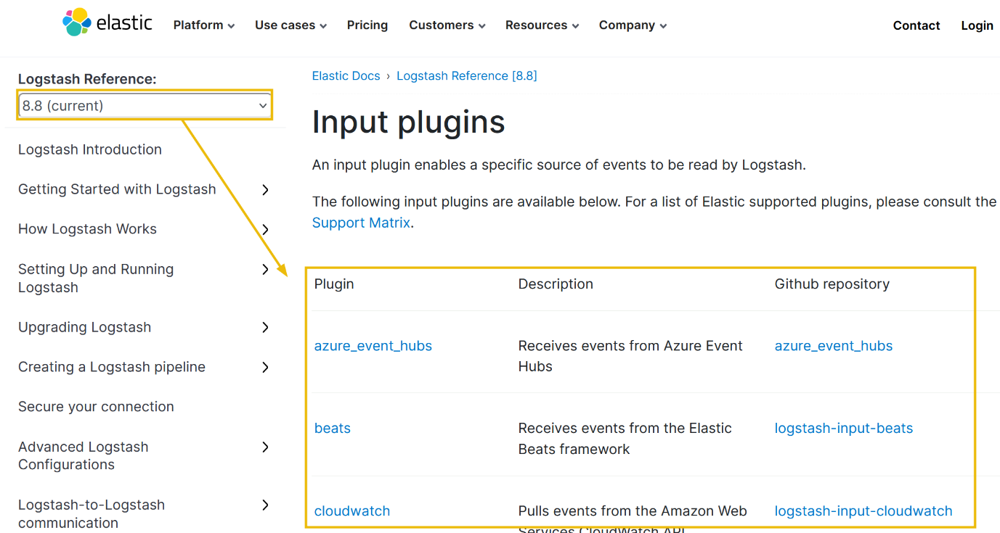 elastic
Platform
Use cases
Pricing
Customers
Resources
Company
Contact
Login
Logstash Reference:
8.8 (current)
Logstash Introduction
Getting Started with Logstash
How Logstash Works
Setting Up and Running
Logstash
Upgrading Logstash
Creating a Logstash pipeline
Secure your connection
Advanced Logstash
Configurations
Logstash-to-Logstash
communication
Elastic Docs › Logstash Reference [8.8]
Input plugins
An input plugin enables a specific source of events to be read by Logstash.
The following input plugins are available below. For a list of Elastic supported plugins, please consult the
Support Matrix.
Plugin
Description
Github repository
azure_event_hubs
Receives events from Azure Event
Hubs
azure_event_hubs
beats
Receives events from the Elastic
Beats framework
logstash-input-beats
cloudwatch
Pulls events from the Amazon Web
Services CloudWatch API
logstash-input-cloudwatch